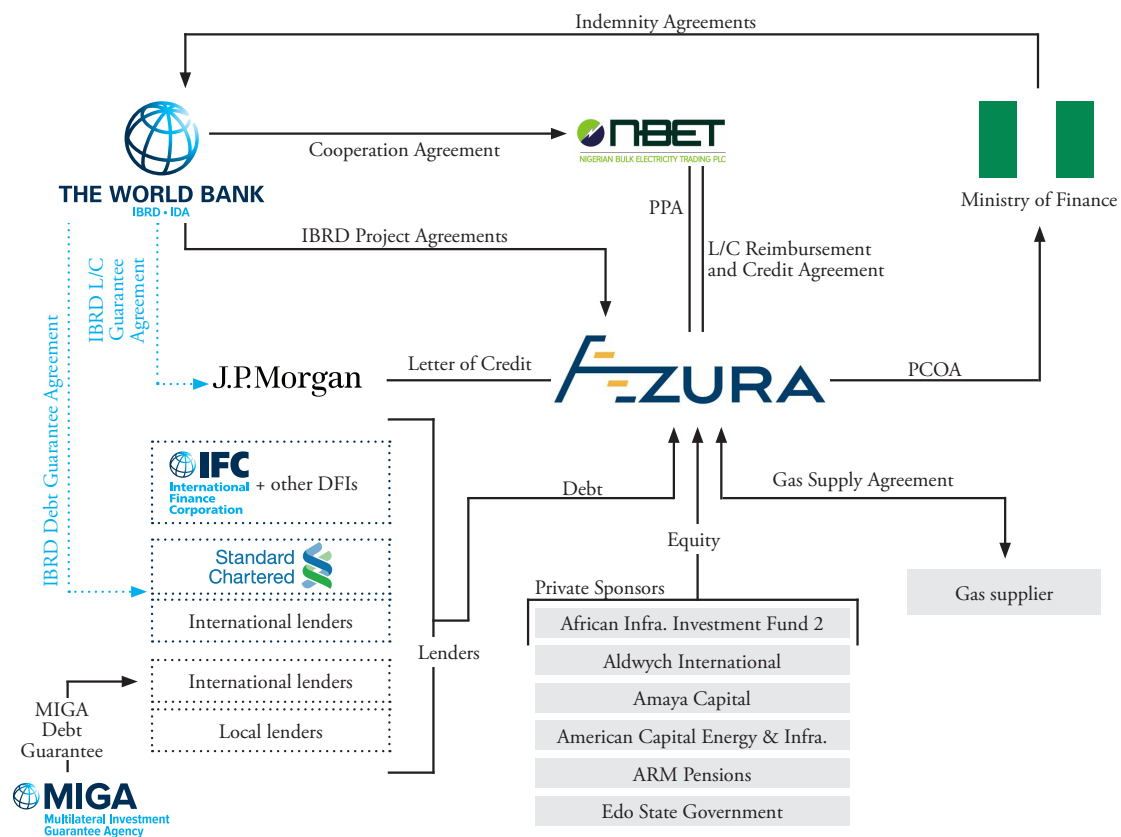 Indemnity Agreements
THE WORLD BANK
IBRD • IDA
Cooperation Agreement
NBET
NIGERIAN BULK ELECTRICITY TRADING PLC
Ministry of Finance
PPA
L/C Reimbursement
and Credit Agreement
IBRD Project Agreements
IBRD L/C
Guarantee
Agreement
IBRD Debt Guarantee Agreement
J.P.Morgan
Letter of Credit
AZURA
PCOA
IFC
International
Finance
Corporation
+ other DFIs
Debt
Gas Supply Agreement
Equity
Standard
Chartered
International lenders
Private Sponsors
Gas supplier
African Infra. Investment Fund 2
Lenders
Aldwych International
International lenders
Amaya Capital
MIGA
Debt
Guarantee
Local lenders
American Capital Energy & Infra.
ARM Pensions
Edo State Government
MIGA
Multilateral Investment
Guarantee Agency